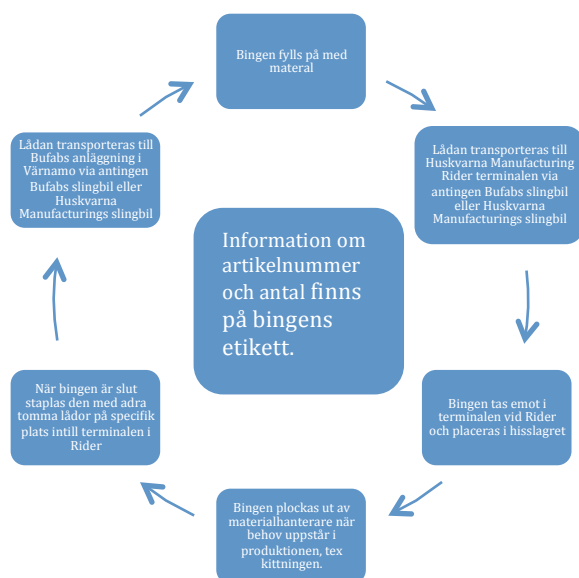 Bingen fylls på med
materal
Lådan transporteras till
Huskvarna Manufacturing
Rider terminalen via
antingen Bufabs slingbil
eller Huskvarna
Manufacturings slingbil
Bingen tas emot i
terminalen vid Rider
och placeras i hisslagret
Bingen plockas ut av
materialhanterare när
behov uppstår i
produktionen, tex
kittningen.
När bingen är slut
staplas den med adra
tomma lådor på specifik
plats intill terminalen i
Rider
Lådan transporteras till
Bufabs anläggning i
Värnamo via antingen
Bufabs slingbil eller
Huskvarna
Manufacturings slingbil
Information om
artikelnummer
och antal finns
på bingens
etikett.